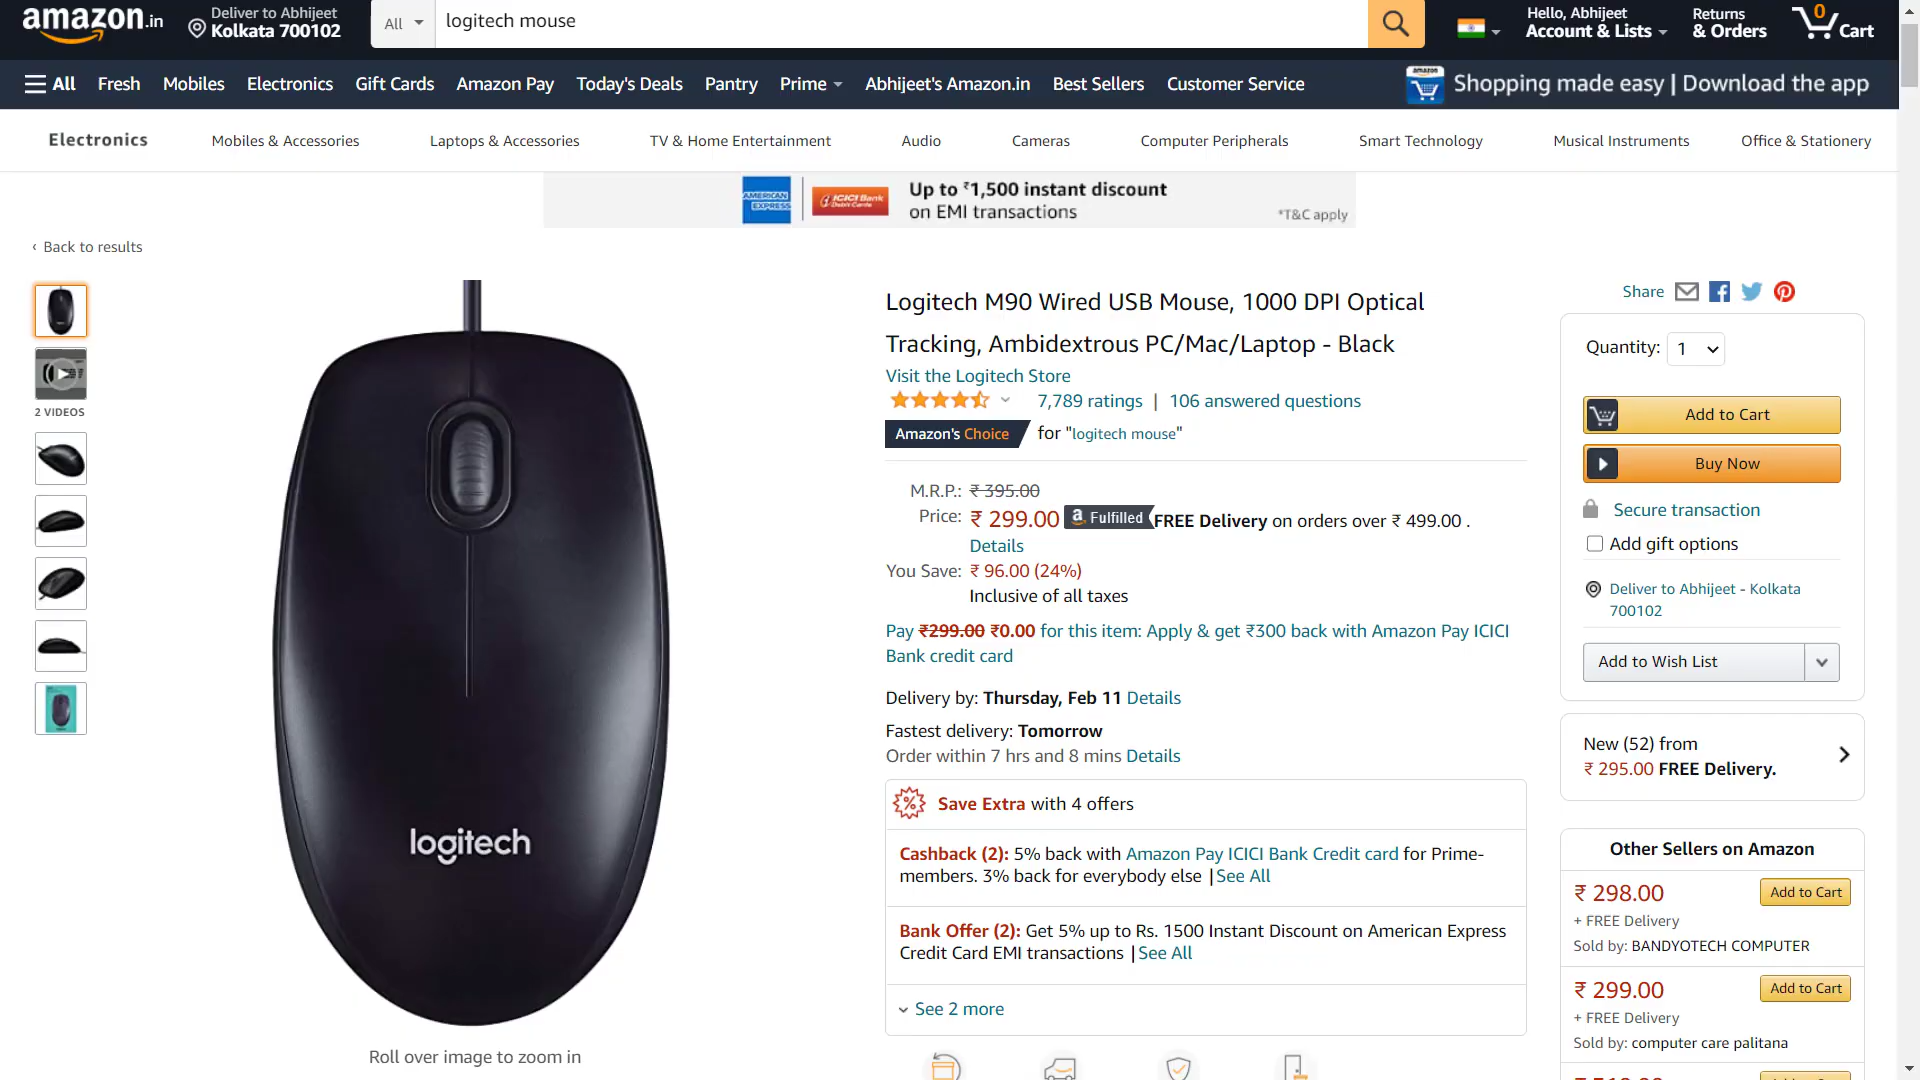 amazon.in
Deliver to Abhijeet
Kolkata 700102
All
logitech mouse
Hello, Abhijeet
Account & Lists
Returns
& Orders
0
Cart
All
Fresh
Mobiles
Electronics
Gift Cards
Amazon Pay
Today's Deals
Pantry
Prime
Abhijeet's Amazon.in
Best Sellers
Customer Service
amazon
Shopping made easy | Download the app
Electronics
Mobiles & Accessories
Laptops & Accessories
TV & Home Entertainment
Audio
Cameras
Computer Peripherals
Smart Technology
Musical Instruments
Office & Stationery
AMERICAN
EXPRESS
ICICI Bank
Debit Cards
Up to ₹1,500 instant discount
on EMI transactions
*T&C apply
‹ Back to results
2 VIDEOS
logitech
Roll over image to zoom in
Logitech M90 Wired USB Mouse, 1000 DPI Optical
Tracking, Ambidextrous PC/Mac/Laptop - Black
Visit the Logitech Store
7,789 ratings | 106 answered questions
Amazon's Choice for "logitech mouse"
M.R.P.: ₹ 395.00
Price: ₹ 299.00 a Fulfilled FREE Delivery on orders over ₹ 499.00 .
Details
You Save: ₹ 96.00 (24%)
Inclusive of all taxes
Pay ₹299.00 ₹0.00 for this item: Apply & get ₹300 back with Amazon Pay ICICI
Bank credit card
Delivery by: Thursday, Feb 11 Details
Fastest delivery: Tomorrow
Order within 7 hrs and 8 mins Details
% Save Extra with 4 offers
Cashback (2): 5% back with Amazon Pay ICICI Bank Credit card for Prime-
members. 3% back for everybody else | See All
Bank Offer (2): Get 5% up to Rs. 1500 Instant Discount on American Express
Credit Card EMI transactions | See All
See 2 more
Share
Quantity: 1
Add to Cart
Buy Now
Secure transaction
Add gift options
Deliver to Abhijeet - Kolkata
700102
Add to Wish List
New (52) from
₹ 295.00 FREE Delivery.
Other Sellers on Amazon
₹ 298.00
Add to Cart
+ FREE Delivery
Sold by: BANDYOTECH COMPUTER
₹ 299.00
Add to Cart
+ FREE Delivery
Sold by: computer care palitana